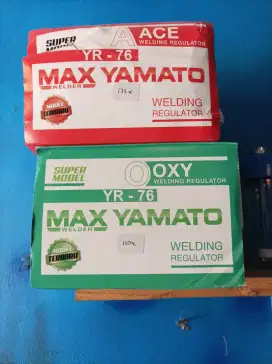 SUPER
MODEL
A ACE
WELDING REGULATOR
YR - 76
MAX YAMATO
WELDER
MODEL
TERBARU
WELDING
REGULATOR
SUPER
MODEL
O OXY
WELDING REGULATOR
YR - 76
MAX YAMATO
WELDER
MODEL
TERBARU
WELDING
REGULATOR